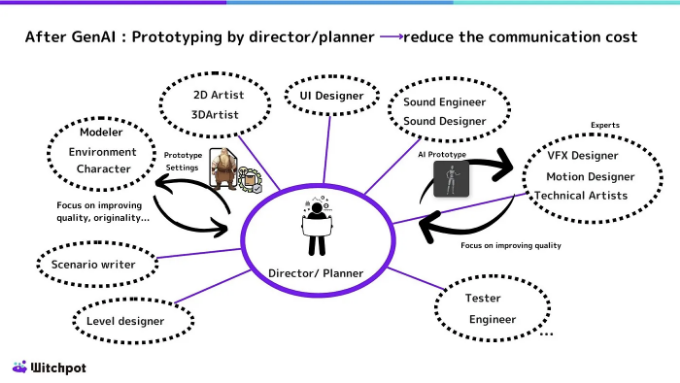 After GenAI : Prototyping by director/planner ⟶reduce the communication cost
2D Artist
3DArtist
UI Designer
Sound Engineer
Sound Designer
Experts
Modeler
Environment
Character
Prototype
Settings
AI Prototype
VFX Designer
Motion Designer
Technical Artists
Focus on improving
quality, originality...
Focus on improving quality
Scenario writer
Director/ Planner
Level designer
Tester
Engineer
...
Witchpot